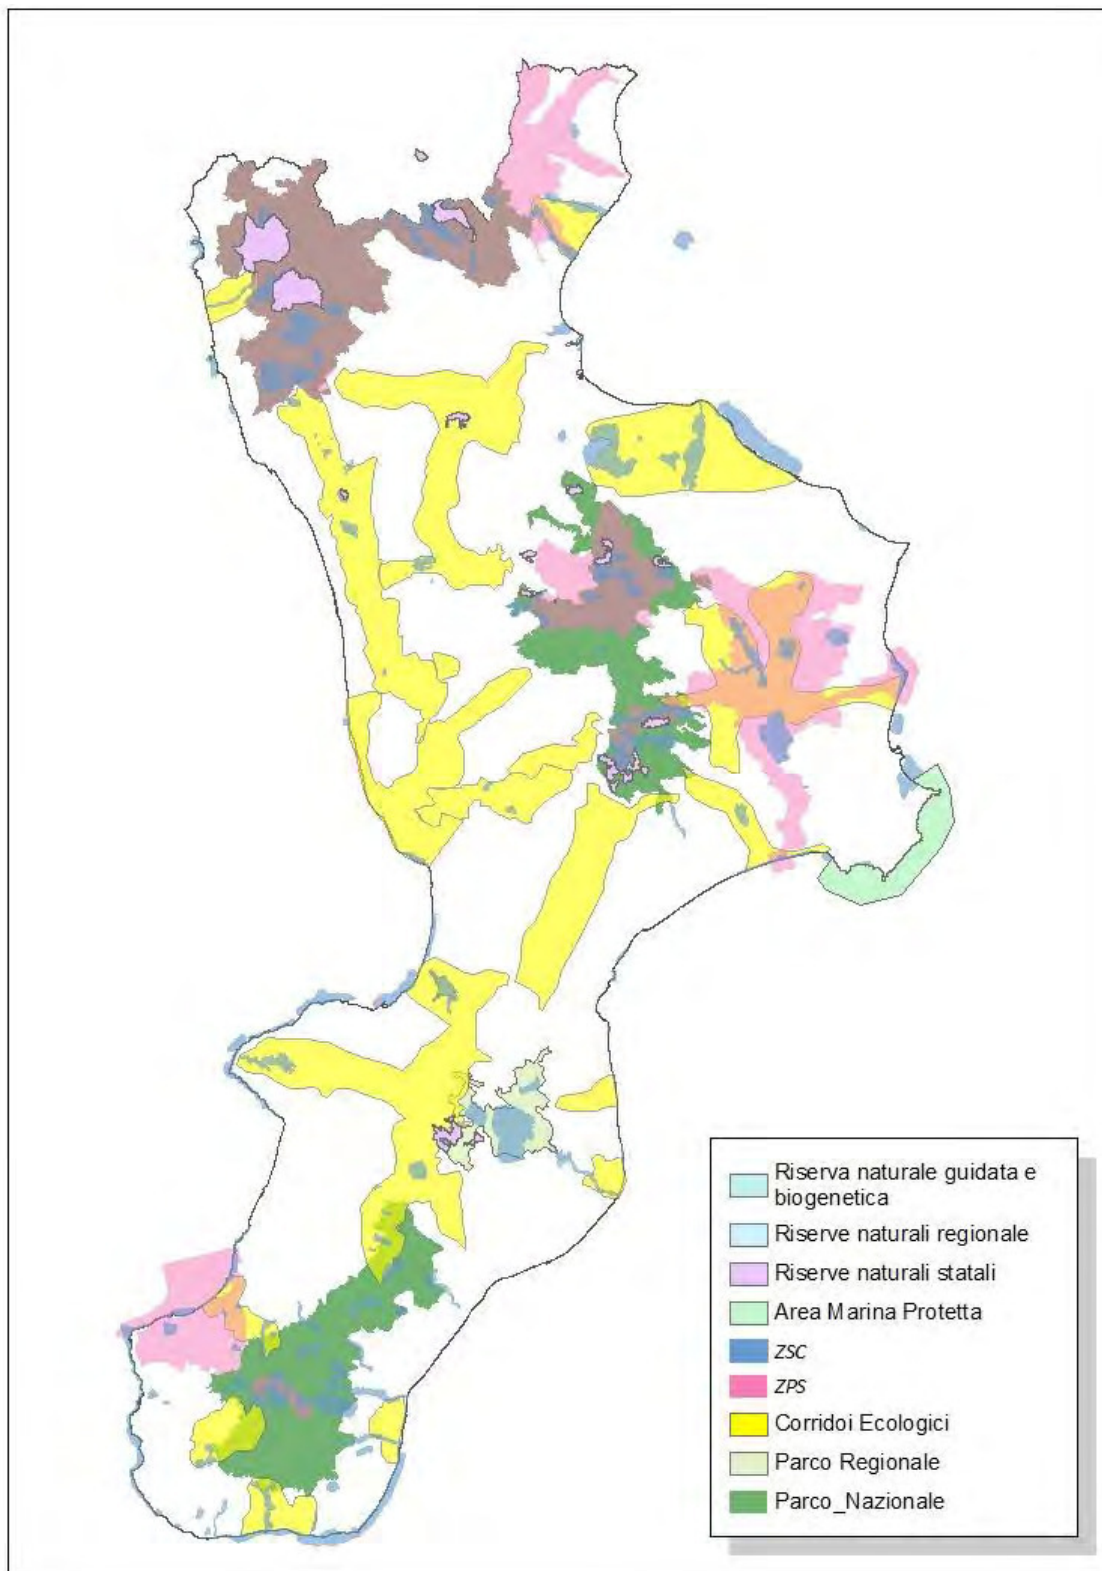 Riserva naturale guidata e
biogenetica
Riserve naturali regionale
Riserve naturali statali
Area Marina Protetta
ZSC
ZPS
Corridoi Ecologici
Parco Regionale
Parco_Nazionale